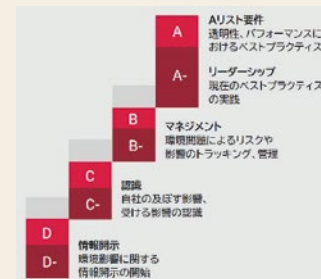 A
Aリスト要件
透明性、パフォーマンスに
おけるベストプラクティス
A-
リーダーシップ
現在のベストプラクティス
の実践
B
B-
マネジメント
環境問題によるリスクや
影響のトラッキング、管理
C
C-
認識
自社の及ぼす影響、
受ける影響の認識
D
D-
情報開示
環境影響に関する
情報開示の開始